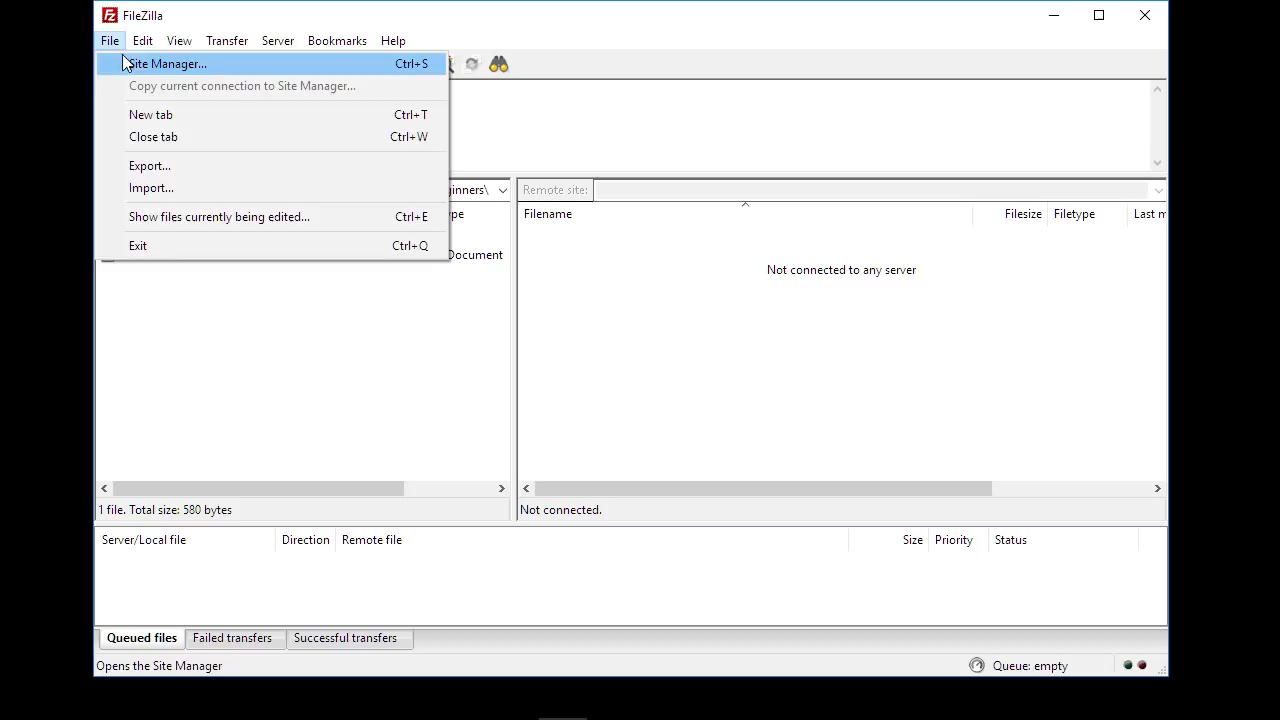 FileZilla
File Edit View Transfer Server Bookmarks Help
Site Manager... Ctrl+S
Copy current connection to Site Manager...
New tab Ctrl+T
Close tab Ctrl+W
Export...
Import...
Show files currently being edited... Ctrl+E
Exit Ctrl+Q
ginners\
Remote site:
pe
Filename Filesize Filetype Last m
Document
Not connected to any server
1 file. Total size: 580 bytes
Not connected.
Server/Local file Direction Remote file Size Priority Status
Queued files Failed transfers Successful transfers
Opens the Site Manager
Queue: empty